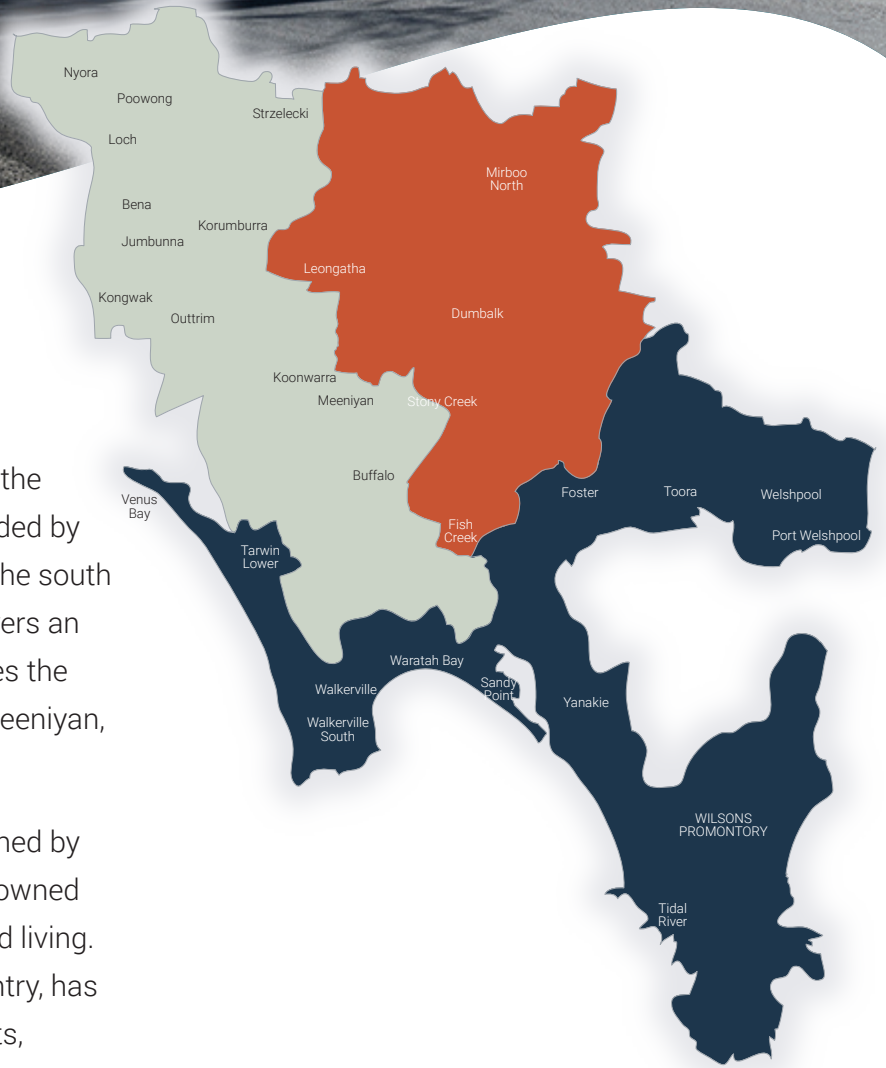 Nyora
Poowong
Strzelecki
Loch
Mirboo
North
Bena
Korumburra
Jumbunna
Leongatha
Kongwak
Outtrim
Dumbalk
Koonwarra
Meeniyan
Stony Creek
Buffalo
Venus
Bay
Foster
Toora
Welshpool
Fish
Creek
Port Welshpool
Tarwin
Lower
Waratah Bay
Walkerville
Sandy
Point
Yanakie
Walkerville
South
WILSONS
PROMONTORY
Tidal
River
the
ded by
he south
ers an
es the
eeniyan,
ned by
owned
d living.
ntry, has
ts,